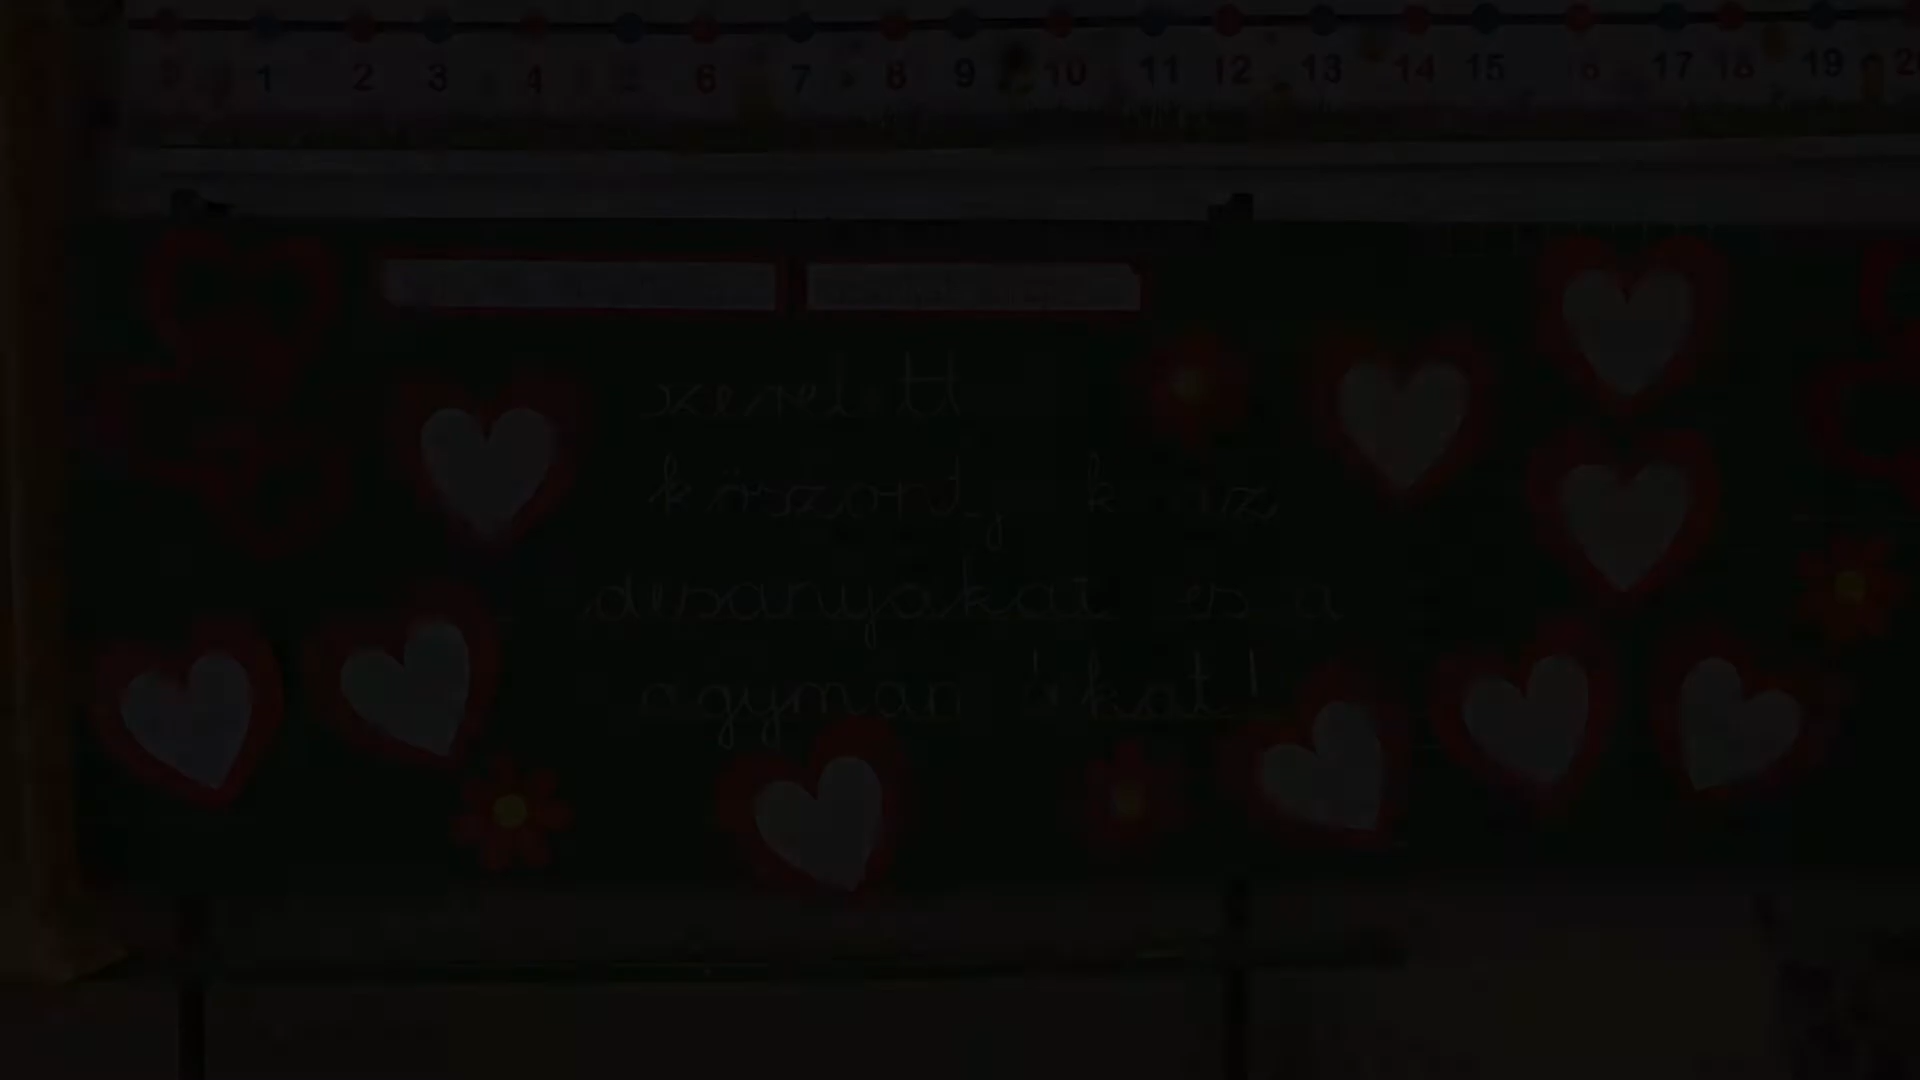 1 2 3 4 6 7 8 9 10 11 12 13 14 15 17 18 19
szeretettel
köszöntjük az
édesanyákat és a
nagymamákat!